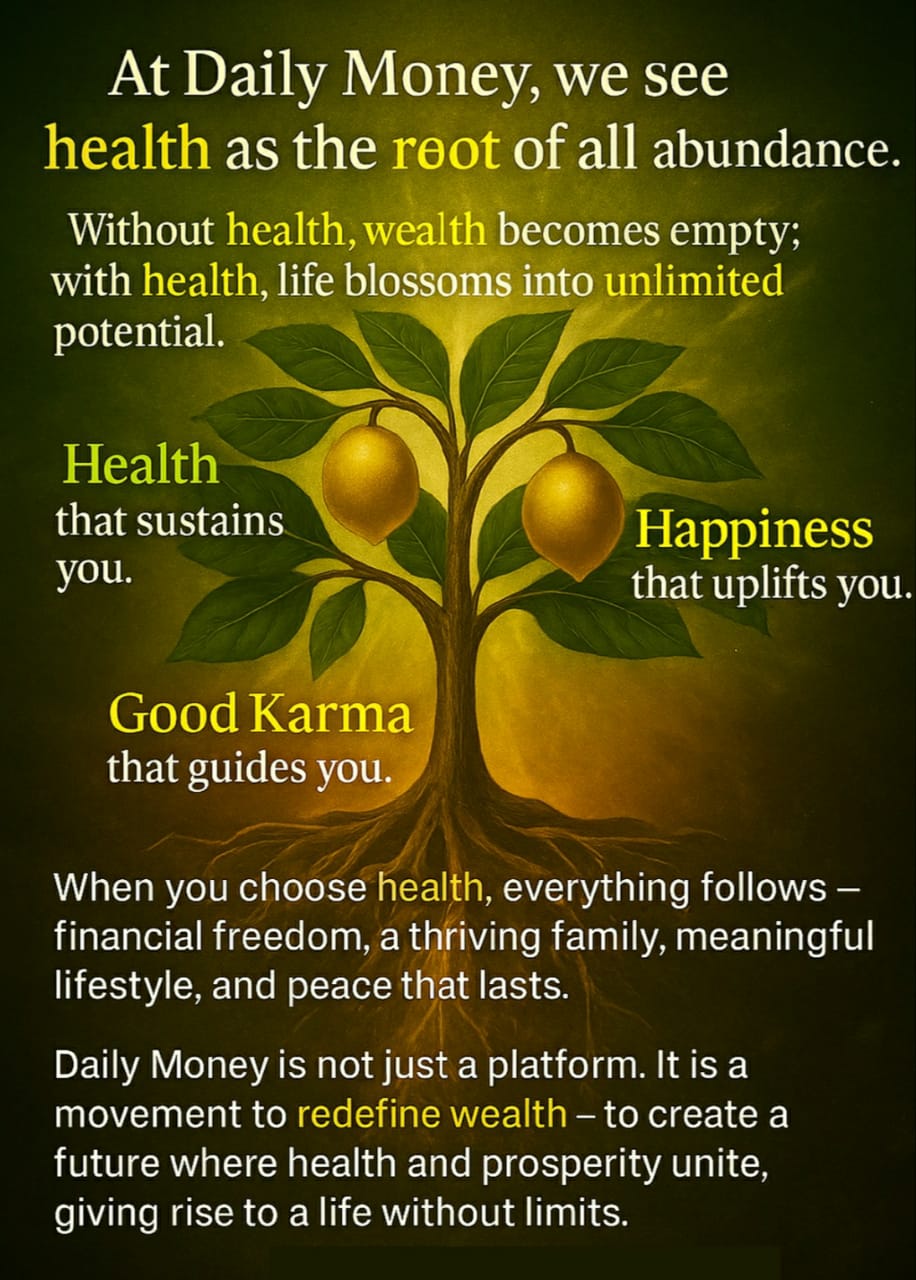 At Daily Money, we see
health as the root of all abundance.
Without health, wealth becomes empty;
with health, life blossoms into unlimited
potential.
Health
that sustains
you.
Happiness
that uplifts you.
Good Karma
that guides you.
When you choose health, everything follows –
financial freedom, a thriving family, meaningful
lifestyle, and peace that lasts.
Daily Money is not just a platform. It is a
movement to redefine wealth – to create a
future where health and prosperity unite,
giving rise to a life without limits.